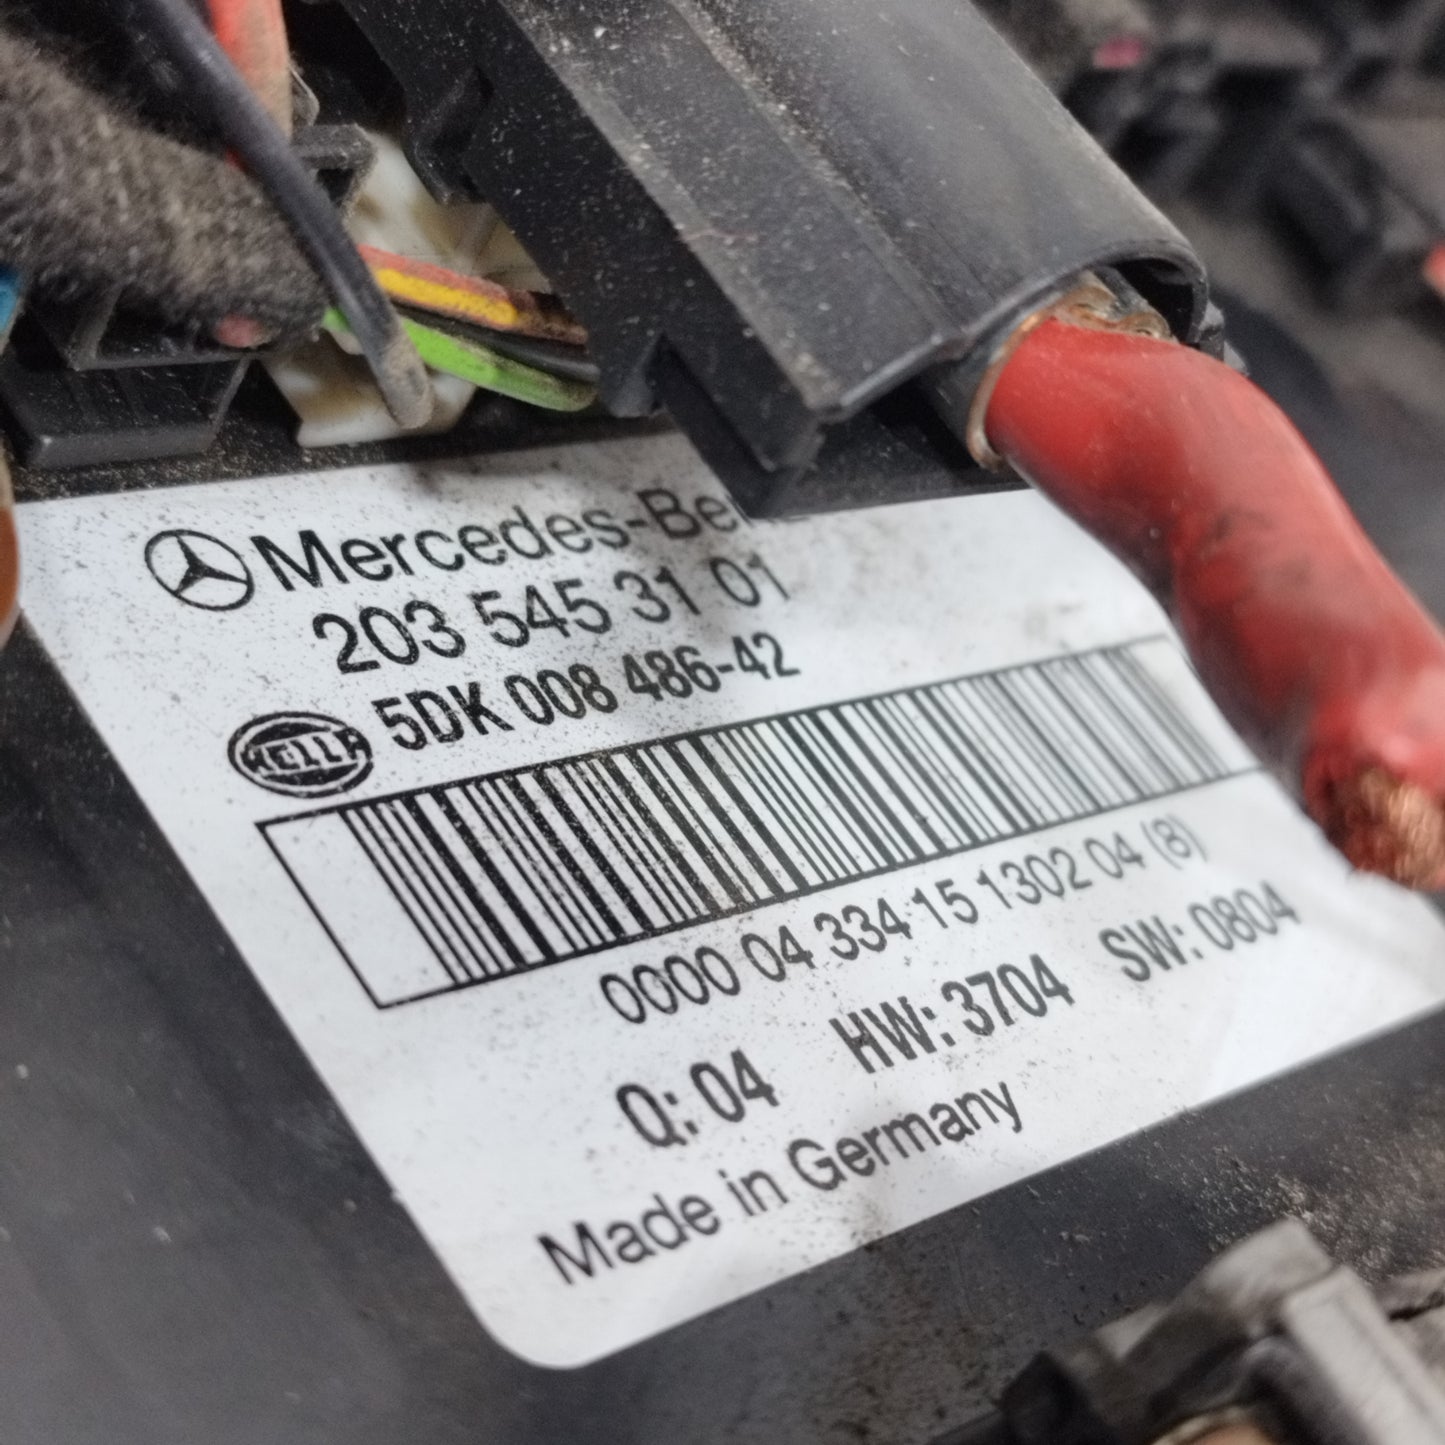 Mercedes-Be
203 545 31 01
5DK 008 486-42
HELLA
0000 04 334 15 1302 04 (8)
Q: 04 HW: 3704 SW: 0804
Made in Germany